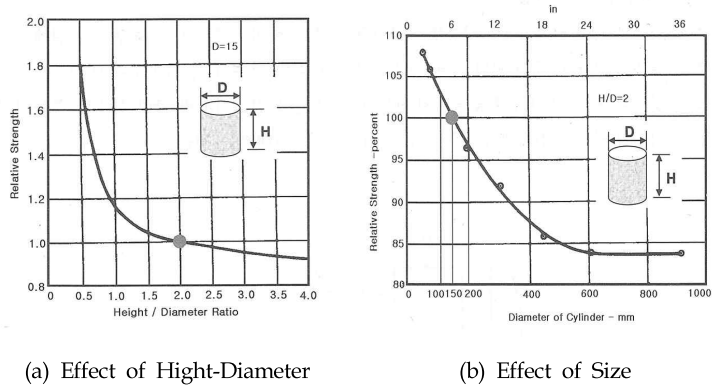 2.0
1.8
1.6
1.4
1.2
1.0
0.8
Relative Strength
D=15
D
H
0 0.5 1.0 1.5 2.0 2.5 3.0 3.5 4.0
Height / Diameter Ratio
(a) Effect of Hight-Diameter
in
0 6 12 18 24 30 36
110
105
100
95
90
85
80
Relative Strength -percent
H/D=2
D
H
0 100 150 200 400 600 800 1000
Diameter of Cylinder - mm
(b) Effect of Size